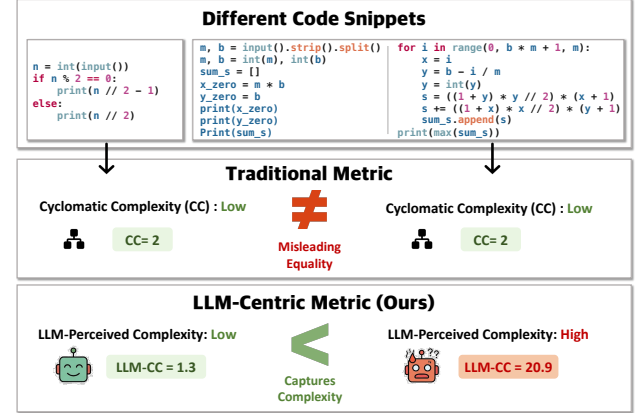 Different Code Snippets
n = int(input())
if n % 2 == 0:
    print(n // 2 - 1)
else:
    print(n // 2)
m, b = input().strip().split()
m, b = int(m), int(b)
sum_s = []
x_zero = m * b
y_zero = b
print(x_zero)
print(y_zero)
Print(sum_s)
for i in range(0, b * m + 1, m):
    x = i
    y = b - i / m
    y = int(y)
    s = ((1 + y) * y // 2) * (x + 1)
    s += ((1 + x) * x // 2) * (y + 1)
    sum_s.append(s)
print(max(sum_s))
Traditional Metric
Cyclomatic Complexity (CC) : Low
CC= 2
≠
Misleading
Equality
Cyclomatic Complexity (CC) : Low
CC= 2
LLM-Centric Metric (Ours)
LLM-Perceived Complexity: Low
LLM-CC = 1.3
<
Captures
Complexity
LLM-Perceived Complexity: High
??
LLM-CC = 20.9